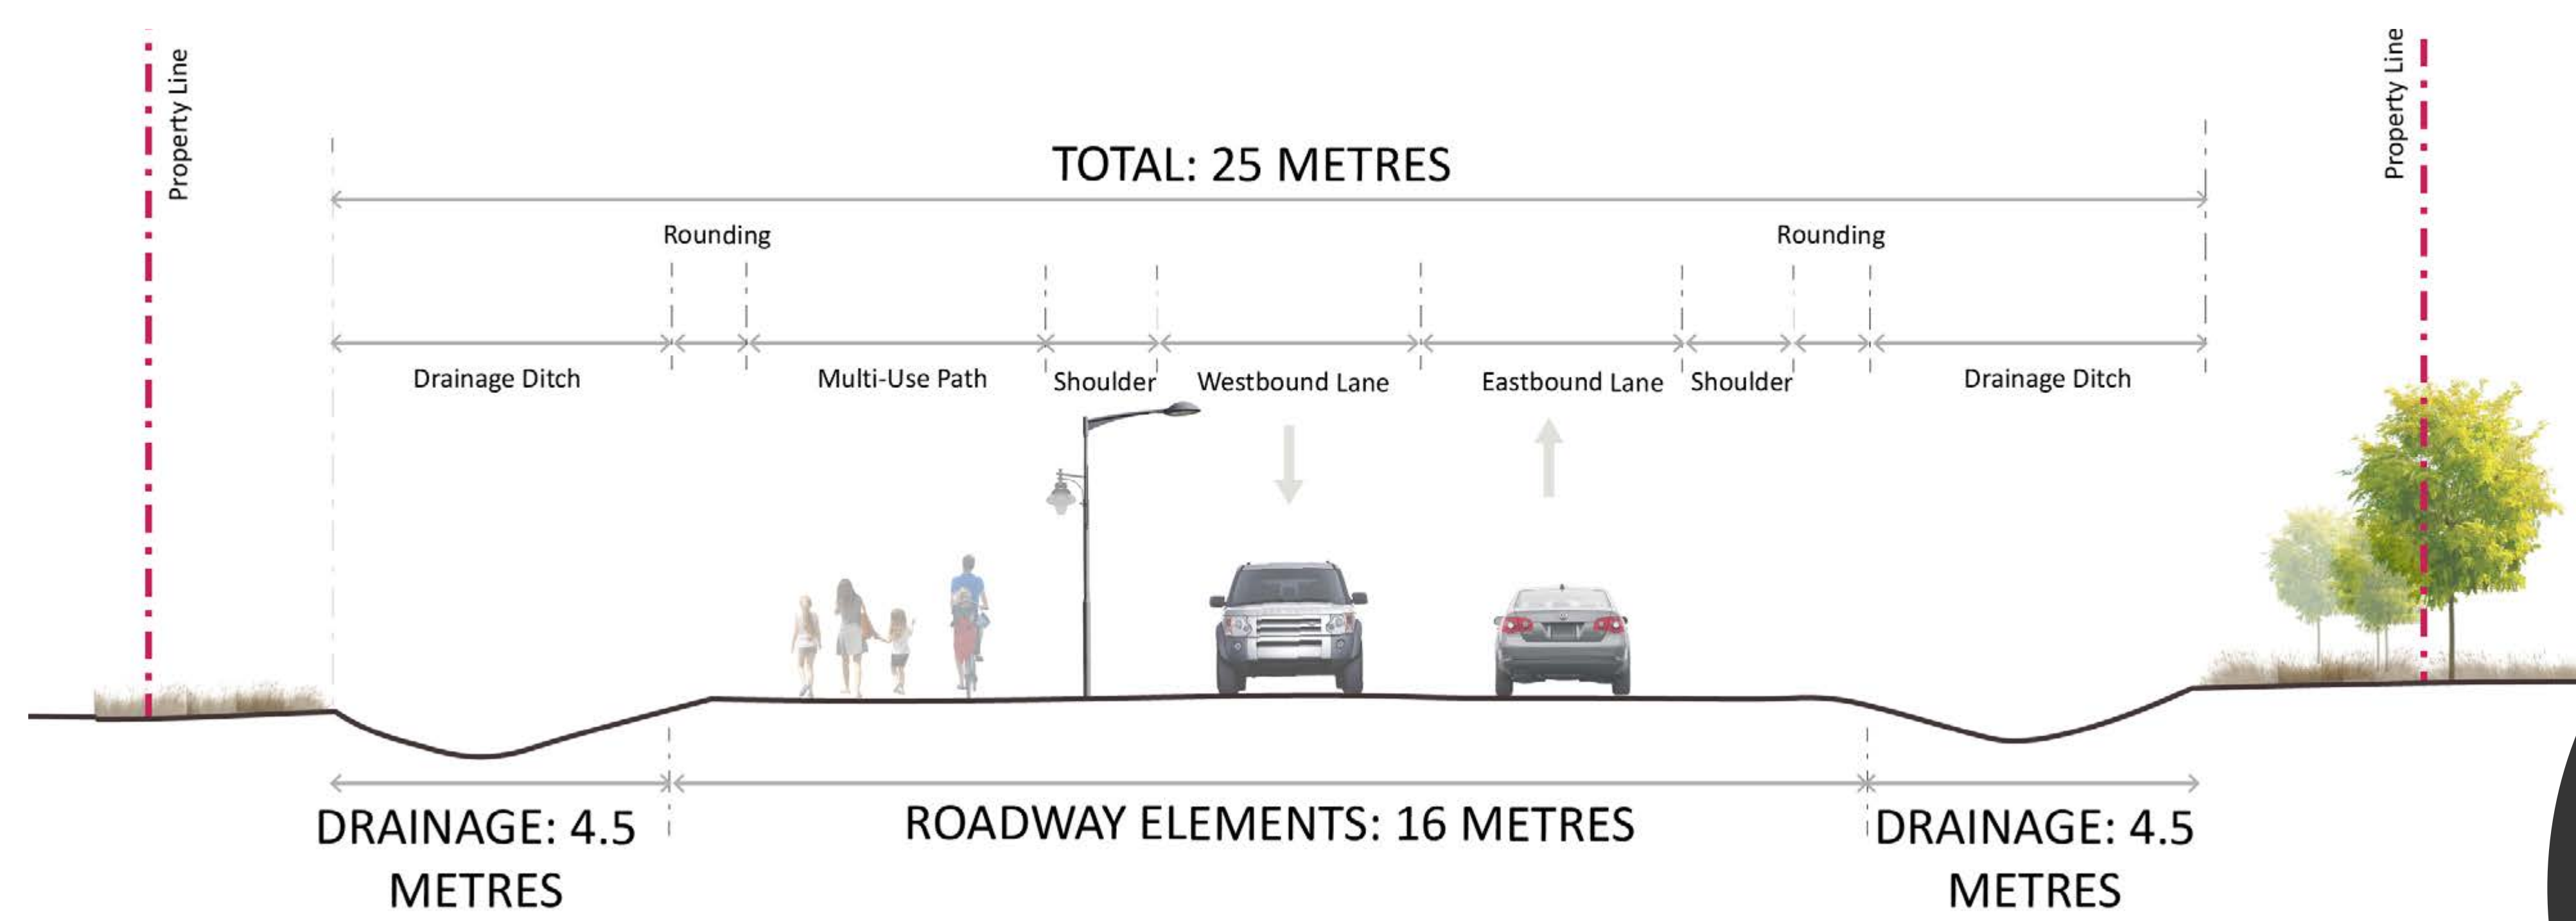 Property Line
Property Line
TOTAL: 25 METRES
Rounding
Rounding
Drainage Ditch
Multi-Use Path
Shoulder
Westbound Lane
Eastbound Lane
Shoulder
Drainage Ditch
DRAINAGE: 4.5
METRES
ROADWAY ELEMENTS: 16 METRES
DRAINAGE: 4.5
METRES